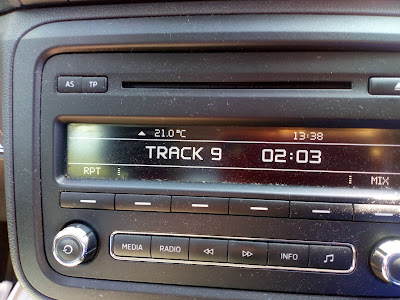 AS TP
21.0°C 13:38
TRACK 9 02:03
RPT MIX
MEDIA RADIO INFO